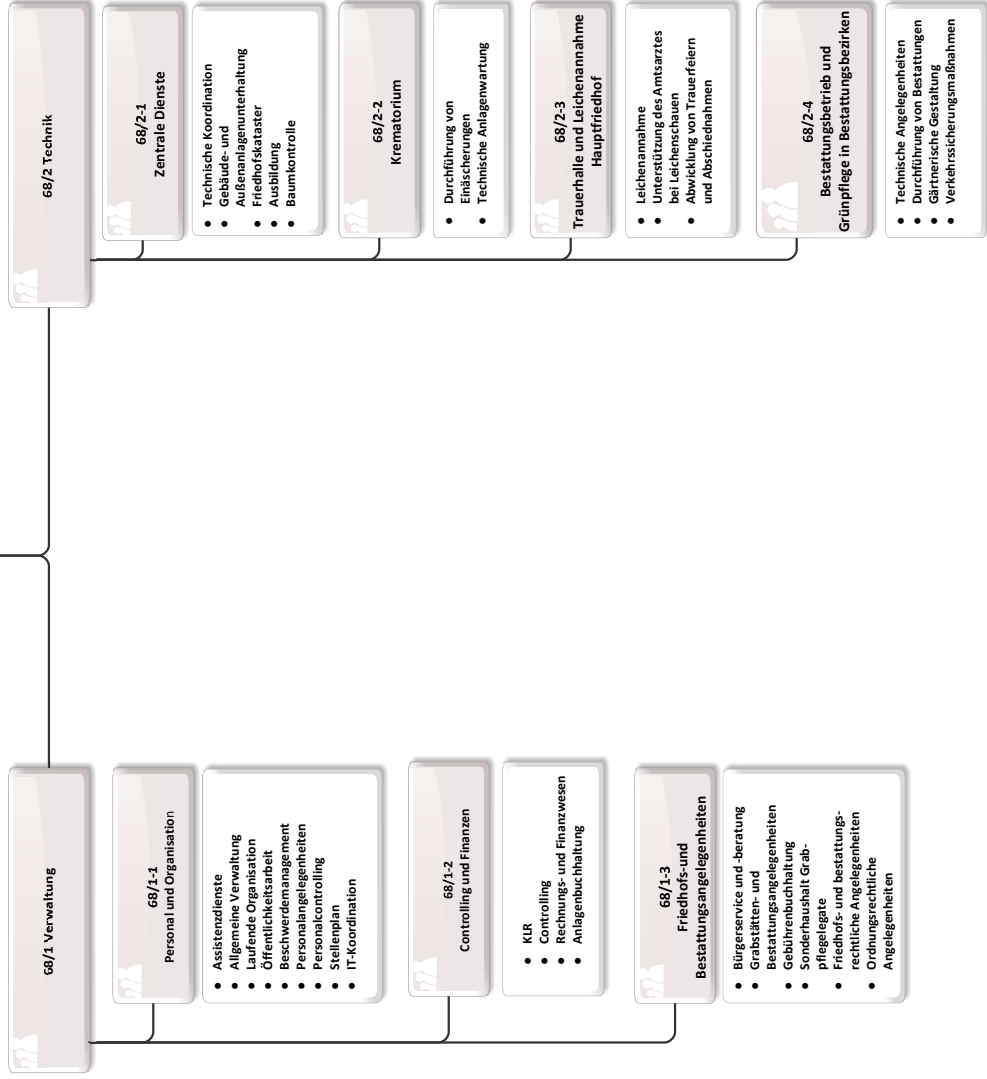 68/1 Verwaltung
68/1-1
Personal und Organisation
Assistenzdienste
Allgemeine Verwaltung
Laufende Organisation
Öffentlichkeitsarbeit
Beschwerdemanagement
Personalangelegenheiten
Personalcontrolling
Stellenplan
IT-Koordination
68/1-2
Controlling und Finanzen
KLR
Controlling
Rechnungs- und Finanzwesen
Anlagenbuchhaltung
68/1-3
Friedhofs-und
Bestattungsangelegenheiten
Bürgerservice und -beratung
Grabstätten- und
Bestattungsangelegenheiten
Gebührenbuchhaltung
Sonderhaushalt Grab-
pflegelegate
Friedhofs- und bestattungs-
rechtliche Angelegenheiten
Ordnungsrechtliche
Angelegenheiten
68/2 Technik
68/2-1
Zentrale Dienste
Technische Koordination
Gebäude- und
Außenanlagenunterhaltung
Friedhofskataster
Ausbildung
Baumkontrolle
68/2-2
Krematorium
Durchführung von
Einäscherungen
Technische Anlagenwartung
68/2-3
Trauerhalle und Leichenannahme
Hauptfriedhof
Leichenannahme
Unterstützung des Amtsarztes
bei Leichenschauen
Abwicklung von Trauerfeiern
und Abschiednahmen
68/2-4
Bestattungsbetrieb und
Grünpflege in Bestattungsbezirken
Technische Angelegenheiten
Durchführung von Bestattungen
Gärtnerische Gestaltung
Verkehrssicherungsmaßnahmen